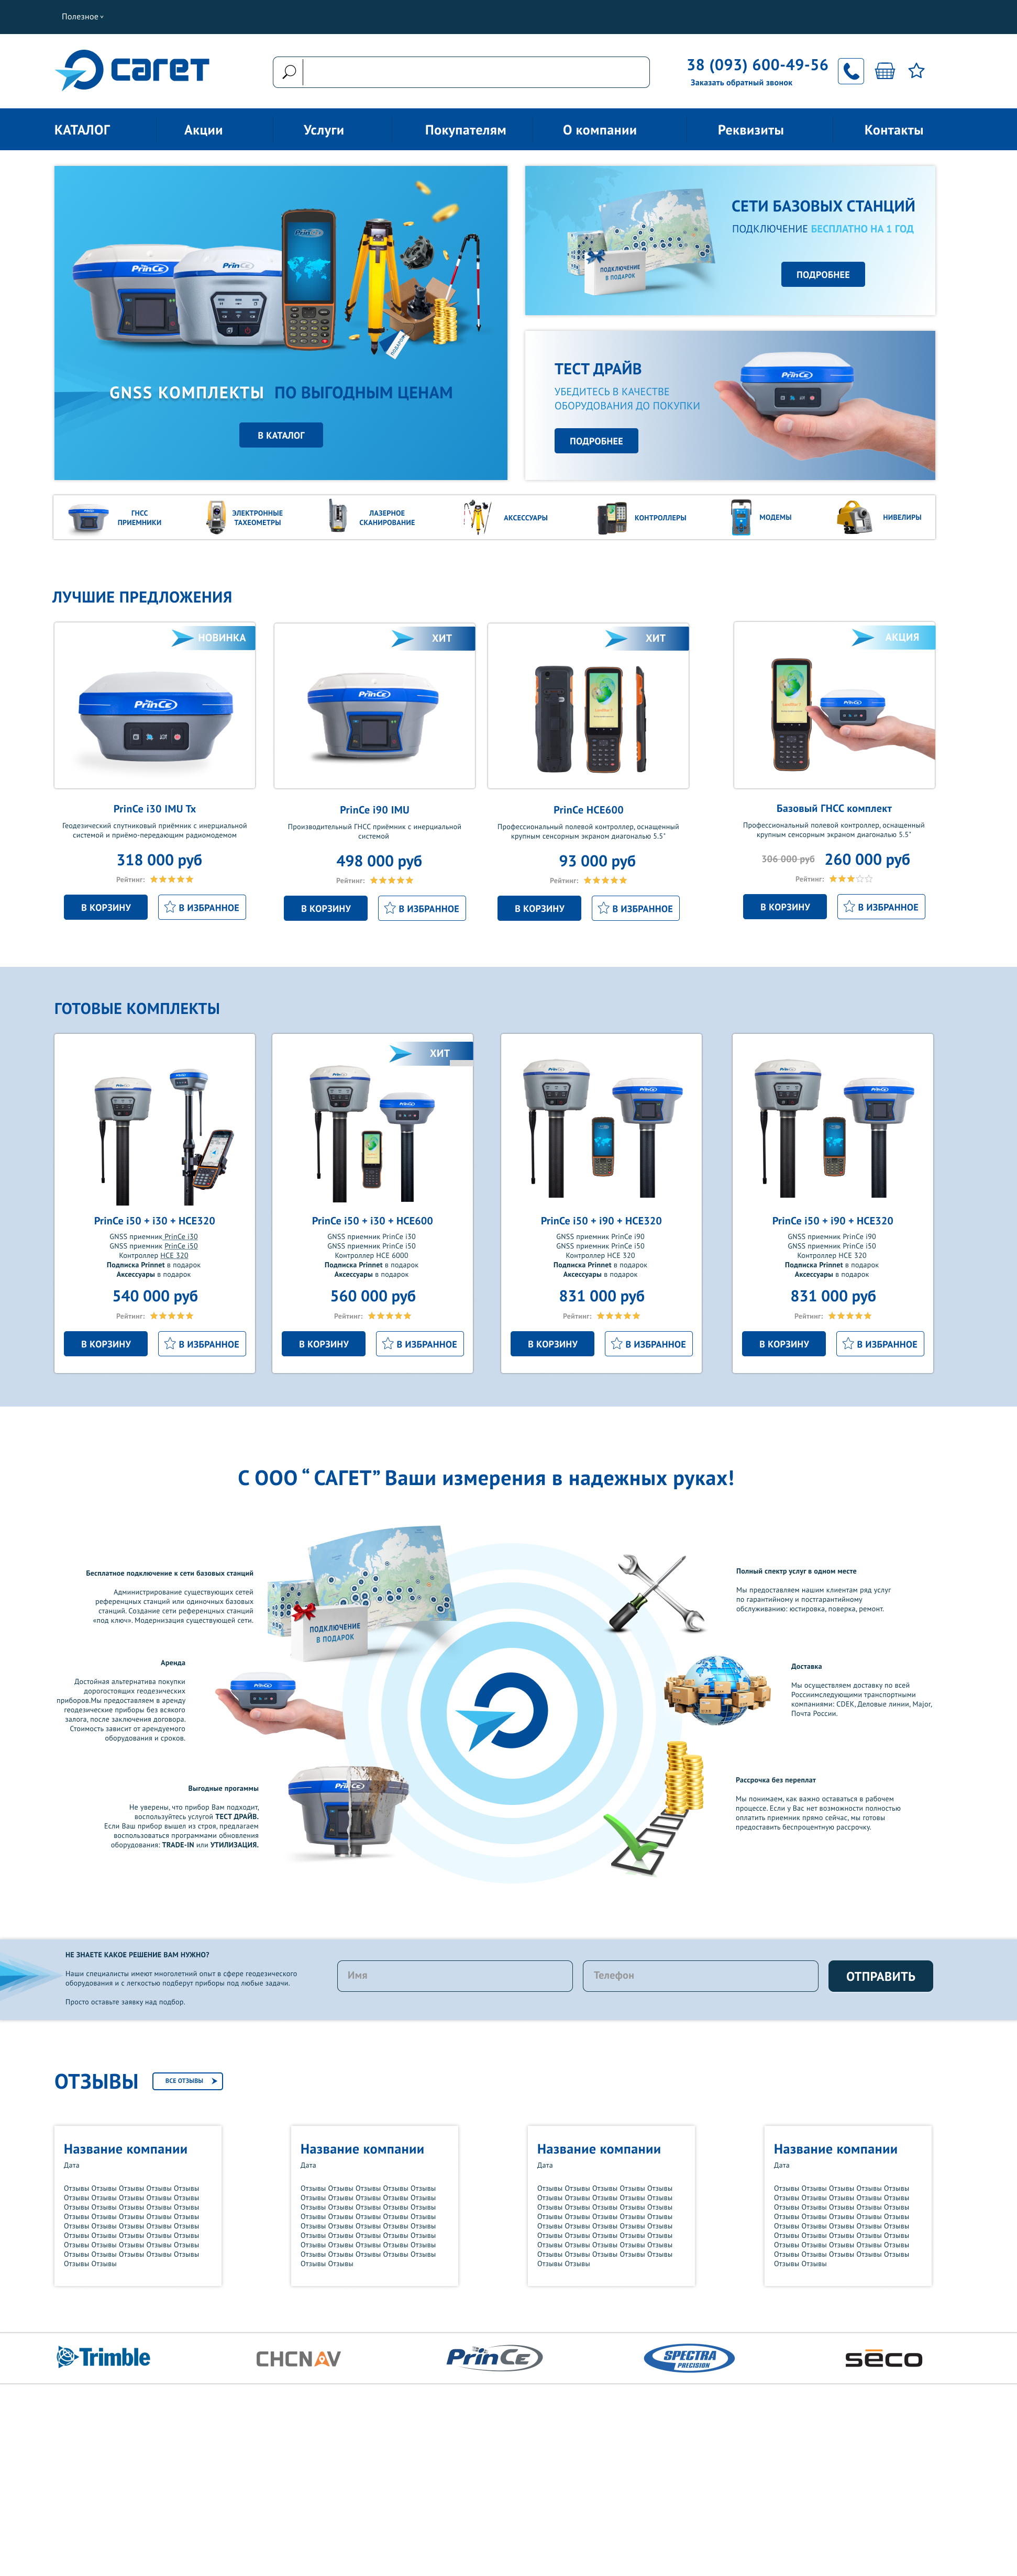 Полезное
сагет
38 (093) 600-49-56
Заказать обратный звонок
КАТАЛОГ
Акции
Услуги
Покупателям
О компании
Реквизиты
Контакты
PrinCe
PrinCe
PrinCe
ПОДАРОК
GNSS КОМПЛЕКТЫ ПО ВЫГОДНЫМ ЦЕНАМ
В КАТАЛОГ
ПОДКЛЮЧЕНИЕ
В ПОДАРОК
СЕТИ БАЗОВЫХ СТАНЦИЙ
ПОДКЛЮЧЕНИЕ БЕСПЛАТНО НА 1 ГОД
ПОДРОБНЕЕ
ТЕСТ ДРАЙВ
УБЕДИТЕСЬ В КАЧЕСТВЕ
ОБОРУДОВАНИЯ ДО ПОКУПКИ
ПОДРОБНЕЕ
PrinCe
ГНСС
ПРИЕМНИКИ
ЭЛЕКТРОННЫЕ
ТАХЕОМЕТРЫ
ЛАЗЕРНОЕ
СКАНИРОВАНИЕ
АКСЕССУАРЫ
КОНТРОЛЛЕРЫ
МОДЕМЫ
НИВЕЛИРЫ
ЛУЧШИЕ ПРЕДЛОЖЕНИЯ
НОВИНКА
PrinCe
PrinCe i30 IMU Tx
Геодезический спутниковый приёмник с инерциальной
системой и приёмо-передающим радиомодемом
318 000 руб
Рейтинг:
В КОРЗИНУ
В ИЗБРАННОЕ
ХИТ
PrinCe
PrinCe i90 IMU
Производительный ГНСС приёмник с инерциальной
системой
498 000 руб
Рейтинг:
В КОРЗИНУ
В ИЗБРАННОЕ
ХИТ
PrinCe HCE600
Профессиональный полевой контроллер, оснащенный
крупным сенсорным экраном диагональю 5.5"
93 000 руб
Рейтинг:
В КОРЗИНУ
В ИЗБРАННОЕ
АКЦИЯ
PrinCe
Базовый ГНСС комплект
Профессиональный полевой контроллер, оснащенный
крупным сенсорным экраном диагональю 5.5"
306 000 руб 260 000 руб
Рейтинг:
В КОРЗИНУ
В ИЗБРАННОЕ
ГОТОВЫЕ КОМПЛЕКТЫ
PrinCe i50 + i30 + HCE320
GNSS приемник PrinCe i30
GNSS приемник PrinCe i50
Контроллер HCE 320
Подписка Prinnet в подарок
Аксессуары в подарок
540 000 руб
Рейтинг:
В КОРЗИНУ
В ИЗБРАННОЕ
ХИТ
PrinCe i50 + i30 + HCE600
GNSS приемник PrinCe i30
GNSS приемник PrinCe i50
Контроллер HCE 6000
Подписка Prinnet в подарок
Аксессуары в подарок
560 000 руб
Рейтинг:
В КОРЗИНУ
В ИЗБРАННОЕ
PrinCe i50 + i90 + HCE320
GNSS приемник PrinCe i90
GNSS приемник PrinCe i50
Контроллер HCE 320
Подписка Prinnet в подарок
Аксессуары в подарок
831 000 руб
Рейтинг:
В КОРЗИНУ
В ИЗБРАННОЕ
PrinCe i50 + i90 + HCE320
GNSS приемник PrinCe i90
GNSS приемник PrinCe i50
Контроллер HCE 320
Подписка Prinnet в подарок
Аксессуары в подарок
831 000 руб
Рейтинг:
В КОРЗИНУ
В ИЗБРАННОЕ
С ООО “ САГЕТ” Ваши измерения в надежных руках!
Бесплатное подключение к сети базовых станций
Администрирование существующих сетей
референцных станций или одиночных базовых
станций. Создание сети референцных станций
«под ключ». Модернизация существующей сети.
ПОДКЛЮЧЕНИЕ
В ПОДАРОК
Аренда
Достойная альтернатива покупки
дорогостоящих геодезических
приборов.Мы предоставляем в аренду
геодезические приборы без всякого
залога, после заключения договора.
Стоимость зависит от арендуемого
оборудования и сроков.
PrinCe
Выгодные прогаммы
Не уверены, что прибор Вам подходит,
воспользуйтесь услугой ТЕСТ ДРАЙВ.
Если Ваш прибор вышел из строя, предлагаем
воспользоваться программами обновления
оборудования: TRADE-IN или УТИЛИЗАЦИЯ.
PrinCe
Полный спектр услуг в одном месте
Мы предоставляем нашим клиентам ряд услуг
по гарантийному и постгарантийному
обслуживанию: юстировка, поверка, ремонт.
Доставка
Мы осуществляем доставку по всей
Россиимследующими транспортными
компаниями: CDEK, Деловые линии, Major,
Почта России.
Рассрочка без переплат
Мы понимаем, как важно оставаться в рабочем
процессе. Если у Вас нет возможности полностью
оплатить приемник прямо сейчас, мы готовы
предоставить беспроцентную рассрочку.
НЕ ЗНАЕТЕ КАКОЕ РЕШЕНИЕ ВАМ НУЖНО?
Наши специалисты имеют многолетний опыт в сфере геодезического
оборудования и с легкостью подберут приборы под любые задачи.
Просто оставьте заявку над подбор.
Имя
Телефон
ОТПРАВИТЬ
ОТЗЫВЫ
ВСЕ ОТЗЫВЫ
Название компании
Дата
Отзывы Отзывы Отзывы Отзывы Отзывы
Отзывы Отзывы Отзывы Отзывы Отзывы
Отзывы Отзывы Отзывы Отзывы Отзывы
Отзывы Отзывы Отзывы Отзывы Отзывы
Отзывы Отзывы Отзывы Отзывы Отзывы
Отзывы Отзывы Отзывы Отзывы Отзывы
Отзывы Отзывы Отзывы Отзывы Отзывы
Отзывы Отзывы Отзывы Отзывы Отзывы
Отзывы Отзывы
Название компании
Дата
Отзывы Отзывы Отзывы Отзывы Отзывы
Отзывы Отзывы Отзывы Отзывы Отзывы
Отзывы Отзывы Отзывы Отзывы Отзывы
Отзывы Отзывы Отзывы Отзывы Отзывы
Отзывы Отзывы Отзывы Отзывы Отзывы
Отзывы Отзывы Отзывы Отзывы Отзывы
Отзывы Отзывы Отзывы Отзывы Отзывы
Отзывы Отзывы Отзывы Отзывы Отзывы
Отзывы Отзывы
Название компании
Дата
Отзывы Отзывы Отзывы Отзывы Отзывы
Отзывы Отзывы Отзывы Отзывы Отзывы
Отзывы Отзывы Отзывы Отзывы Отзывы
Отзывы Отзывы Отзывы Отзывы Отзывы
Отзывы Отзывы Отзывы Отзывы Отзывы
Отзывы Отзывы Отзывы Отзывы Отзывы
Отзывы Отзывы Отзывы Отзывы Отзывы
Отзывы Отзывы Отзывы Отзывы Отзывы
Отзывы Отзывы
Название компании
Дата
Отзывы Отзывы Отзывы Отзывы Отзывы
Отзывы Отзывы Отзывы Отзывы Отзывы
Отзывы Отзывы Отзывы Отзывы Отзывы
Отзывы Отзывы Отзывы Отзывы Отзывы
Отзывы Отзывы Отзывы Отзывы Отзывы
Отзывы Отзывы Отзывы Отзывы Отзывы
Отзывы Отзывы Отзывы Отзывы Отзывы
Отзывы Отзывы Отзывы Отзывы Отзывы
Отзывы Отзывы
Trimble
CHCNAV
PrinCe
SPECTRA
PRECISION
SECO